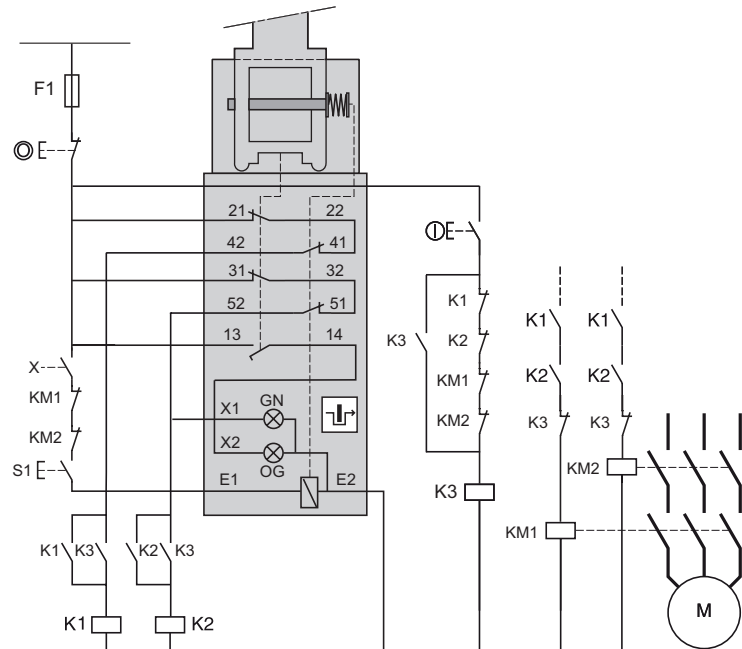 F1
21 22
42 41
31 32
52 51
13 14
X
KM1
KM2
S1
X1 GN
X2 OG
E1 E2
K1 K3 K2 K3
K1 K2
K3
K1
K2
KM1
KM2
K3
K1 K1
K2 K2
K3 K3
KM2
KM1
M